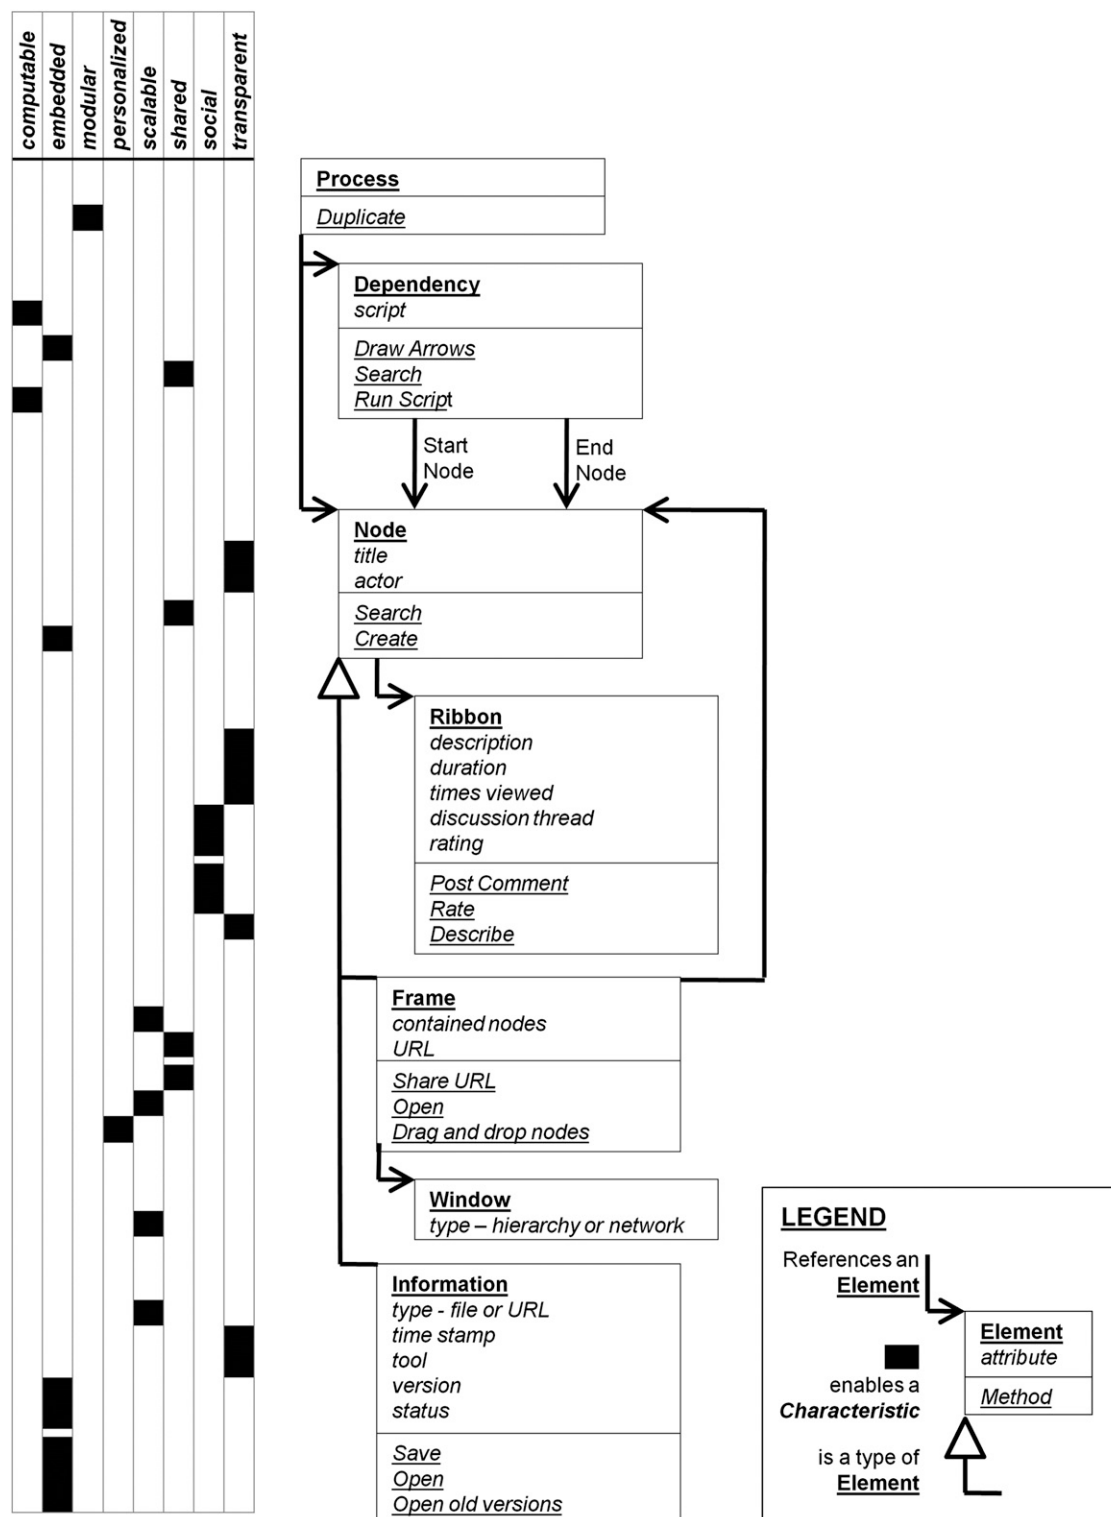 computable
embedded
modular
personalized
scalable
shared
social
transparent
Process
Duplicate
Dependency
script
Draw Arrows
Search
Run Script
Start
Node
End
Node
Node
title
actor
Search
Create
Ribbon
description
duration
times viewed
discussion thread
rating
Post Comment
Rate
Describe
Frame
contained nodes
URL
Share URL
Open
Drag and drop nodes
Window
type – hierarchy or network
Information
type - file or URL
time stamp
tool
version
status
Save
Open
Open old versions
LEGEND
References an
Element
Element
attribute
Method
enables a
Characteristic
is a type of
Element